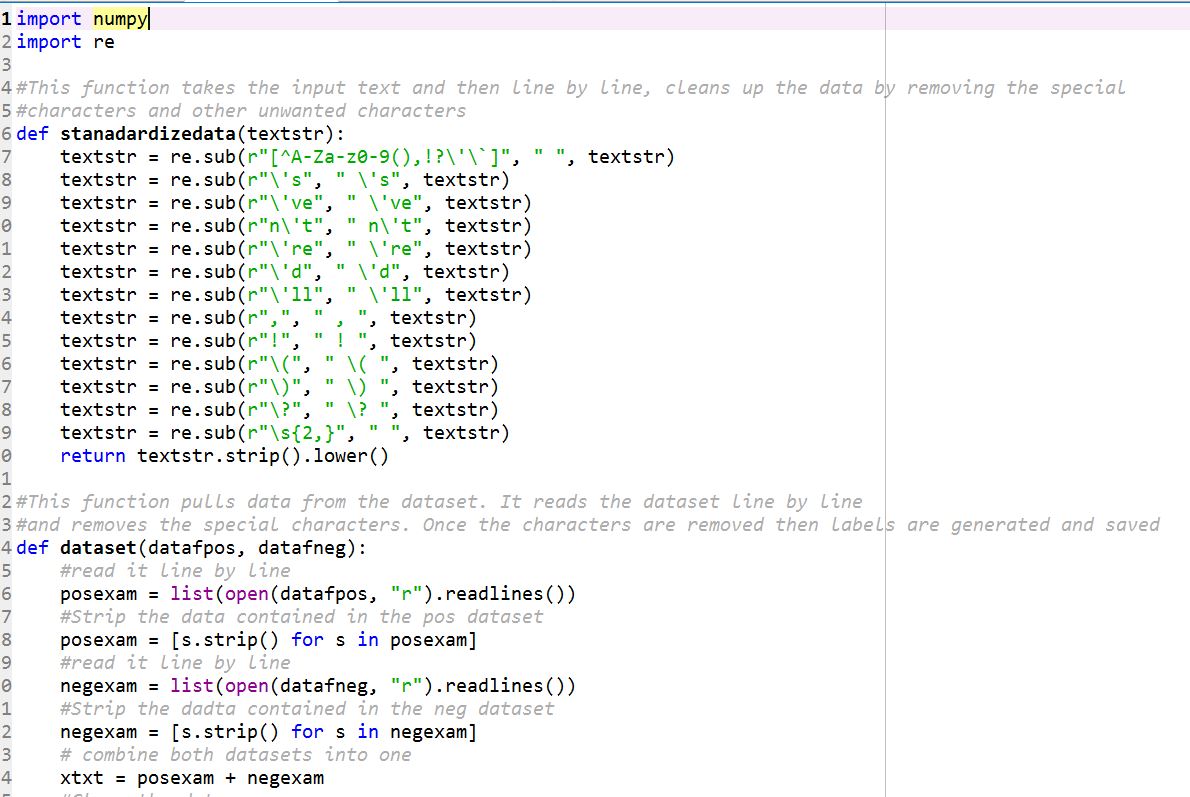 1 import numpy
2 import re
3
4 #This function takes the input text and then line by line, cleans up the data by removing the special
5 #characters and other unwanted characters
6 def stanadardizedata(textstr):
7     textstr = re.sub(r"[^A-Za-z0-9(),!?\'\`]", " ", textstr)
8     textstr = re.sub(r"\'s", " \'s", textstr)
9     textstr = re.sub(r"\'ve", " \'ve", textstr)
0     textstr = re.sub(r"n\'t", " n\'t", textstr)
1     textstr = re.sub(r"\'re", " \'re", textstr)
2     textstr = re.sub(r"\'d", " \'d", textstr)
3     textstr = re.sub(r"\'ll", " \'ll", textstr)
4     textstr = re.sub(r",", " , ", textstr)
5     textstr = re.sub(r"!", " ! ", textstr)
6     textstr = re.sub(r"\(", " \( ", textstr)
7     textstr = re.sub(r"\)", " \) ", textstr)
8     textstr = re.sub(r"\?", " \? ", textstr)
9     textstr = re.sub(r"\s{2,}", " ", textstr)
0     return textstr.strip().lower()
1
2 #This function pulls data from the dataset. It reads the dataset line by line
3 #and removes the special characters. Once the characters are removed then labels are generated and saved
4 def dataset(datafpos, datafneg):
5     #read it line by line
6     posexam = list(open(datafpos, "r").readlines())
7     #Strip the data contained in the pos dataset
8     posexam = [s.strip() for s in posexam]
9     #read it line by line
0     negexam = list(open(datafneg, "r").readlines())
1     #Strip the dadta contained in the neg dataset
2     negexam = [s.strip() for s in negexam]
3     # combine both datasets into one
4     xtxt = posexam + negexam